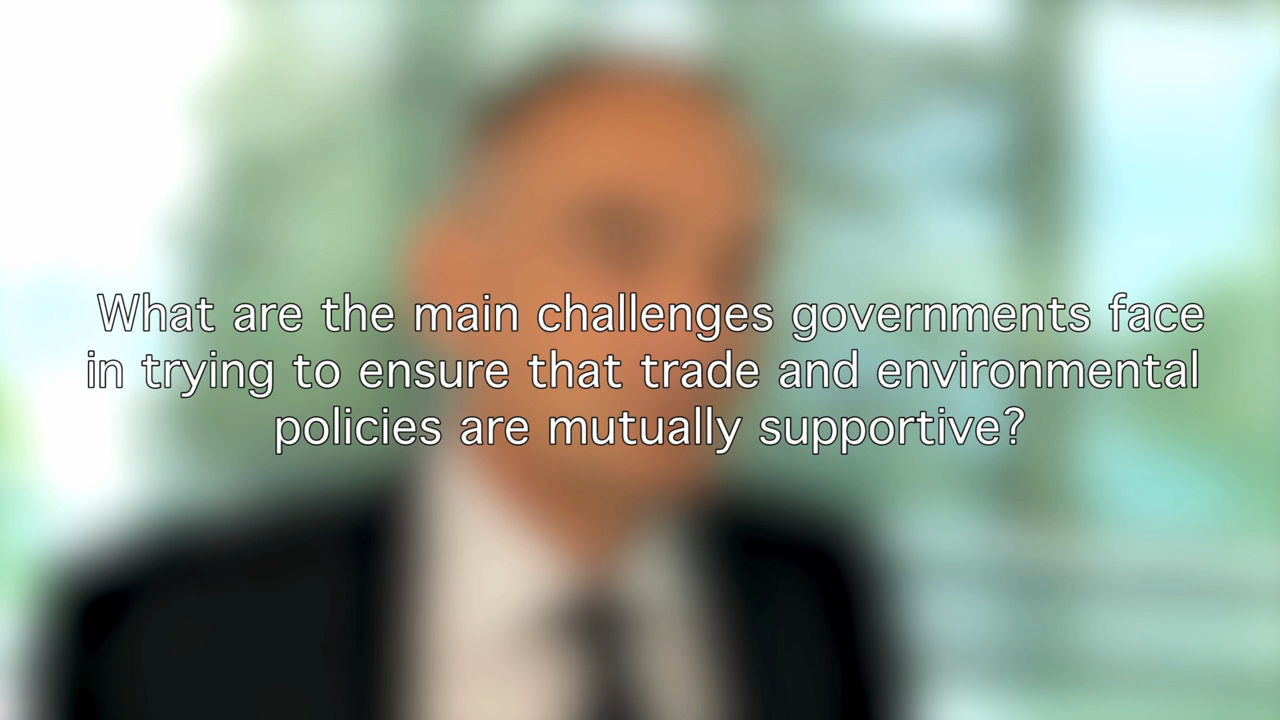 What are the main challenges governments face
in trying to ensure that trade and environmental
policies are mutually supportive?